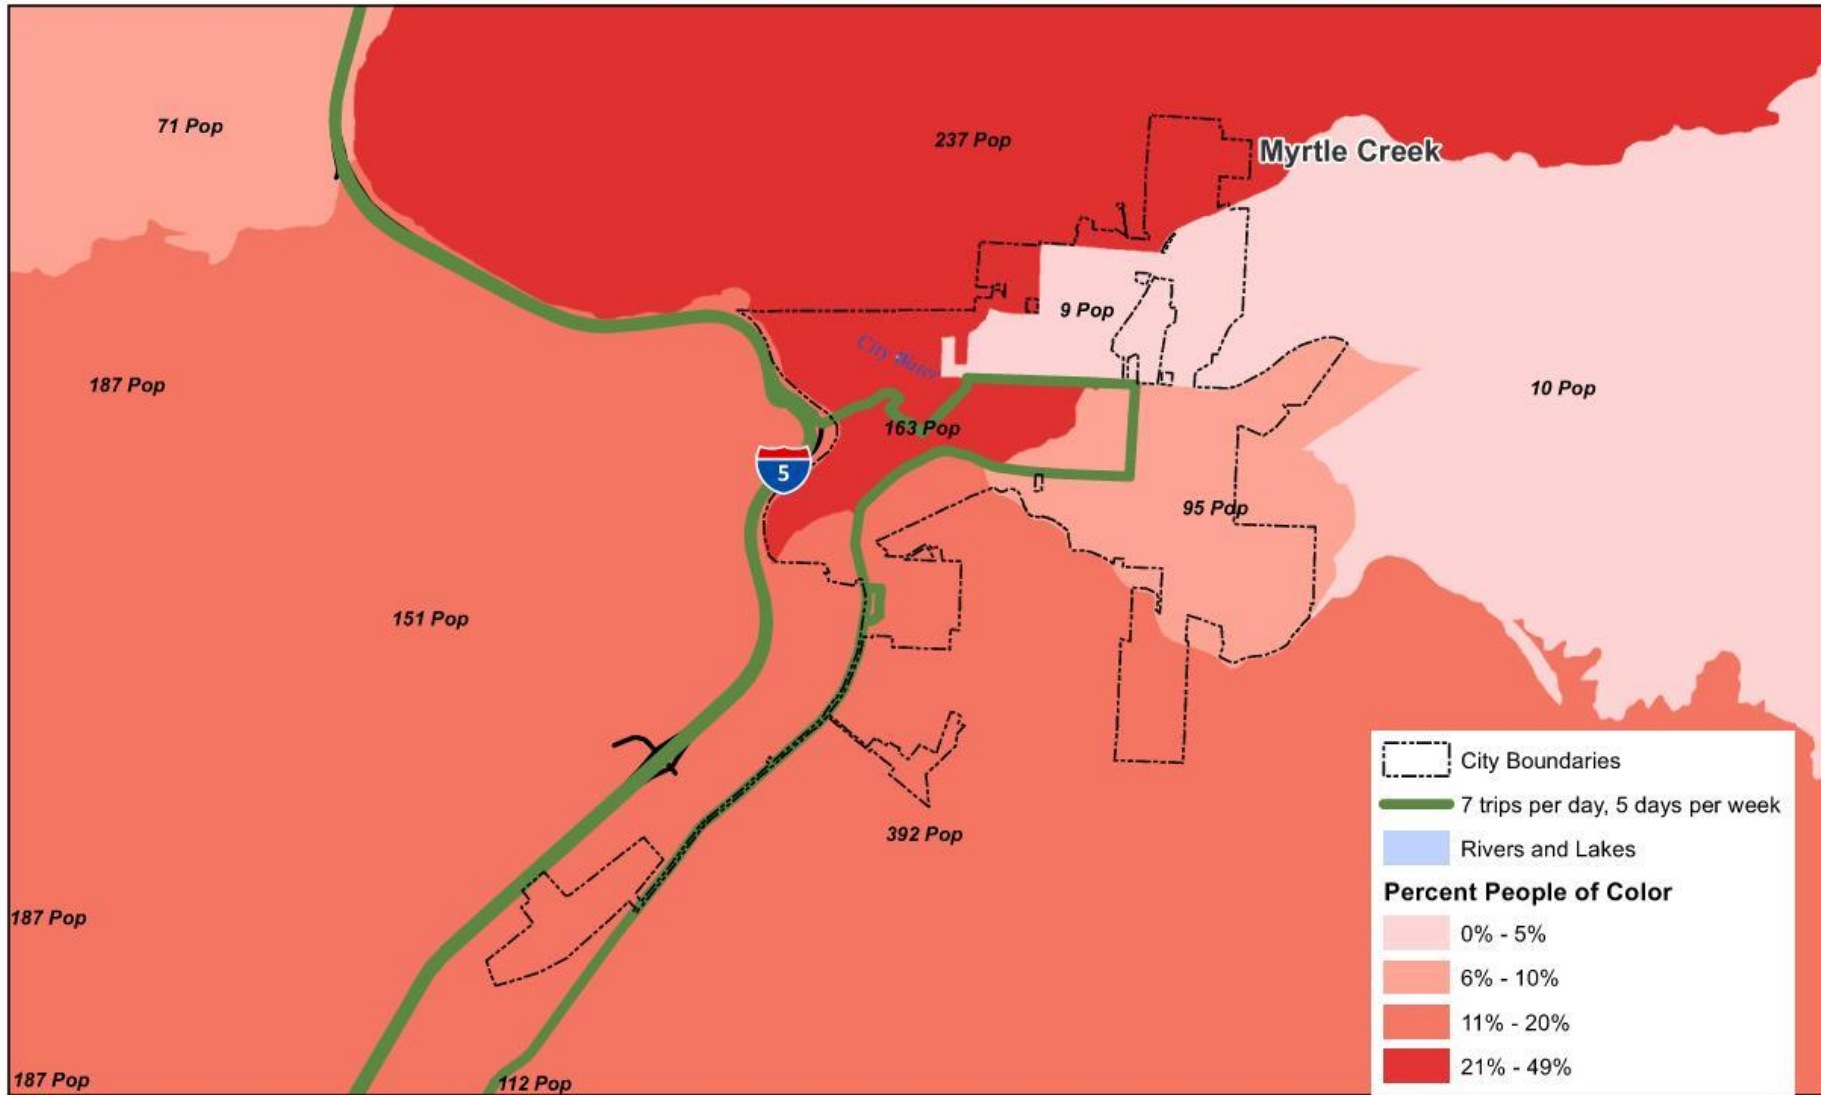 71 Pop
237 Pop
Myrtle Creek
9 Pop
City Water
187 Pop
10 Pop
163 Pop
5
95 Pop
151 Pop
392 Pop
187 Pop
187 Pop
112 Pop
City Boundaries
7 trips per day, 5 days per week
Rivers and Lakes
Percent People of Color
0% - 5%
6% - 10%
11% - 20%
21% - 49%